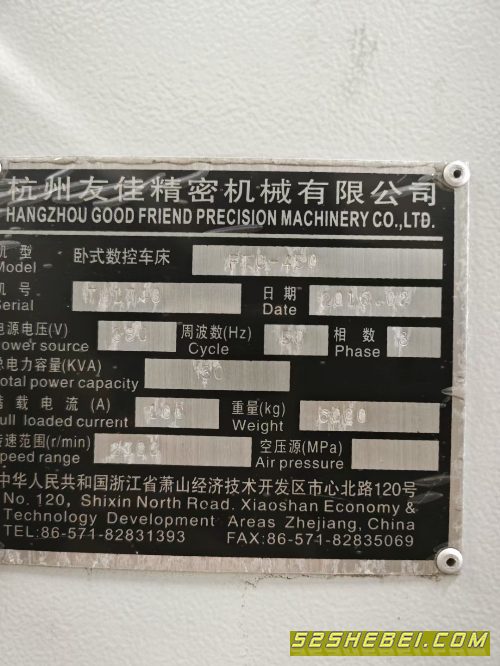 杭州友佳精密机械有限公司
HANGZHOU GOOD FRIEND PRECISION MACHINERY CO.,LTD.
机型 卧式数控车床
Model
机号 日期
Serial Date
电源电压(V) 周波数(Hz) 相数
Power source Cycle Phase
总电力容量(KVA)
Total power capacity
满载电流(A) 重量(kg)
Full loaded current Weight
转速范围(r/min) 空压源(MPa)
Speed range Air pressure
中华人民共和国浙江省萧山经济技术开发区市心北路120号
No. 120, Shixin North Road. Xiaoshan Economy &
Technology Development Areas Zhejiang, China
TEL:86-571-82831393 FAX:86-571-82835069
52SHEBEI.COM